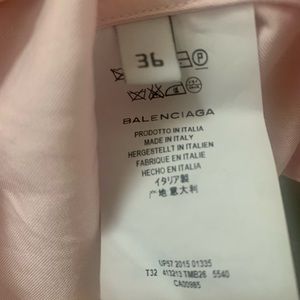 36
P
BALENCIAGA
PRODOTTO IN ITALIA
MADE IN ITALY
HERGESTELLT IN ITALIEN
FABRIQUE EN ITALIE
HECHO EN ITALIA
イタリア製
产地 意大利
UP57 2015 01335
T32 413213 TMB26 5540
CA00985